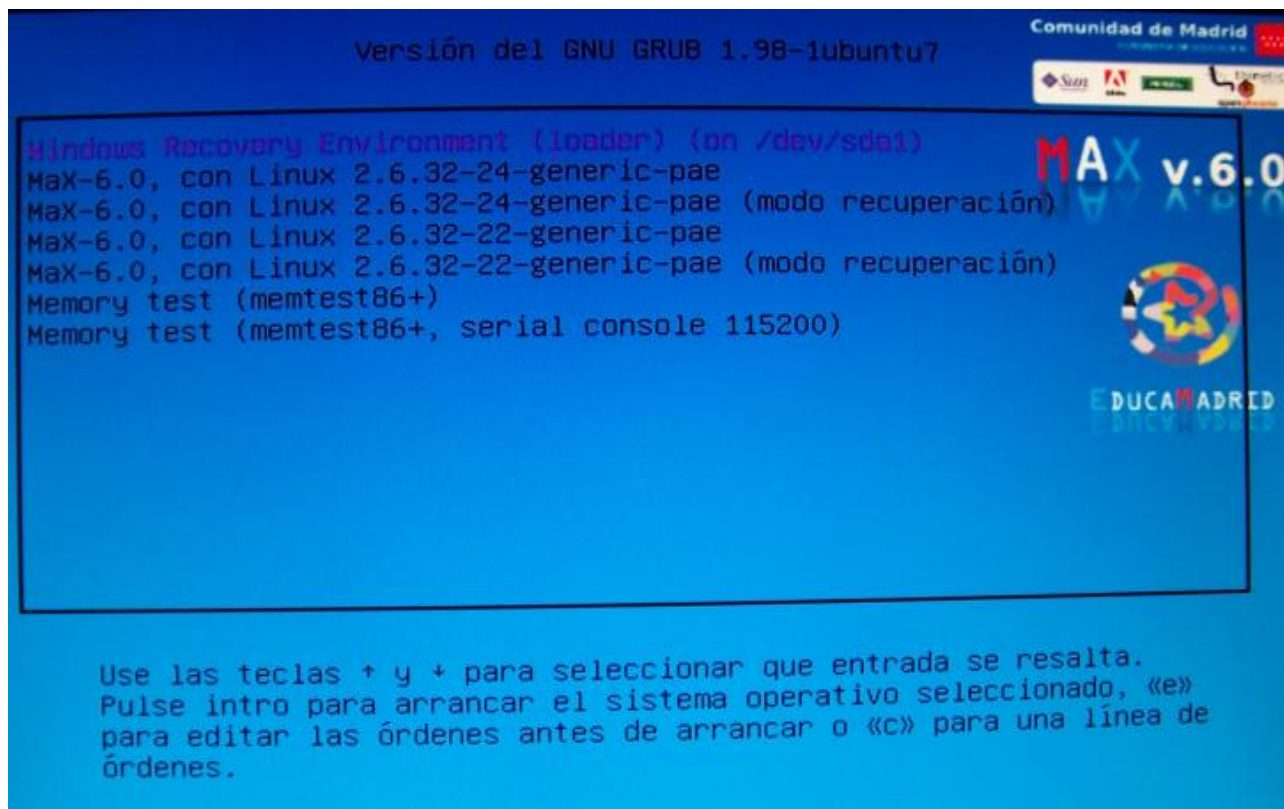 Versión del GNU GRUB 1.98-1ubuntu7
Comunidad de Madrid
Sun
Windows Recovery Environment (loader) (on /dev/sda1)
MaX-6.0, con Linux 2.6.32-24-generic-pae
MaX-6.0, con Linux 2.6.32-24-generic-pae (modo recuperación)
MaX-6.0, con Linux 2.6.32-22-generic-pae
MaX-6.0, con Linux 2.6.32-22-generic-pae (modo recuperación)
Memory test (memtest86+)
Memory test (memtest86+, serial console 115200)
MAX v.6.0
EDUCAMADRID
Use las teclas ↑ y ↓ para seleccionar que entrada se resalta.
Pulse intro para arrancar el sistema operativo seleccionado, «e»
para editar las órdenes antes de arrancar o «c» para una línea de
órdenes.